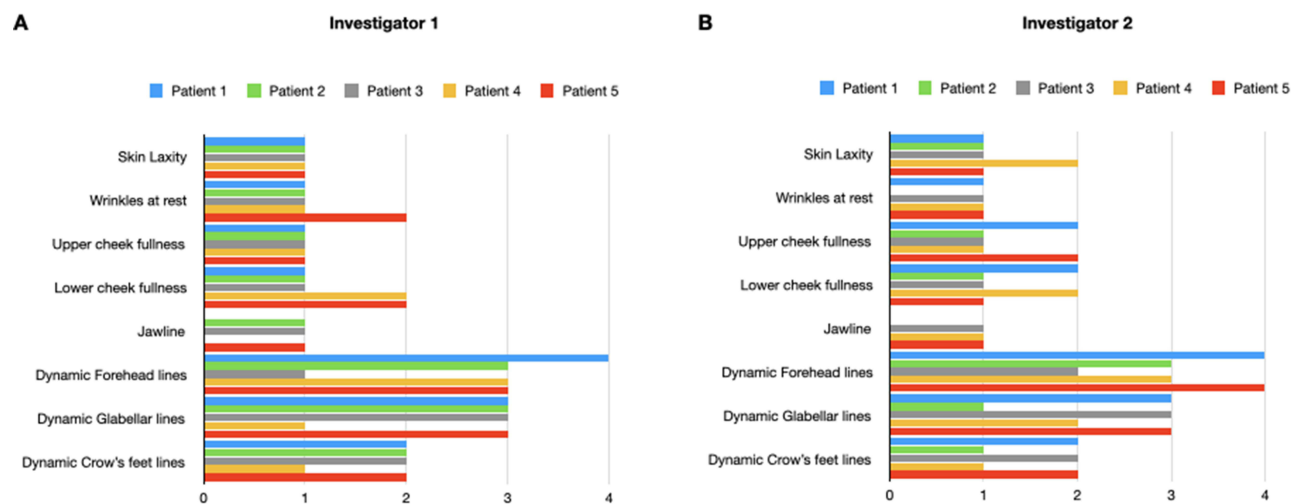 A
Investigator 1
Patient 1 Patient 2 Patient 3 Patient 4 Patient 5
Skin Laxity
Wrinkles at rest
Upper cheek fullness
Lower cheek fullness
Jawline
Dynamic Forehead lines
Dynamic Glabellar lines
Dynamic Crow's feet lines
0 1 2 3 4
B
Investigator 2
Patient 1 Patient 2 Patient 3 Patient 4 Patient 5
Skin Laxity
Wrinkles at rest
Upper cheek fullness
Lower cheek fullness
Jawline
Dynamic Forehead lines
Dynamic Glabellar lines
Dynamic Crow's feet lines
0 1 2 3 4